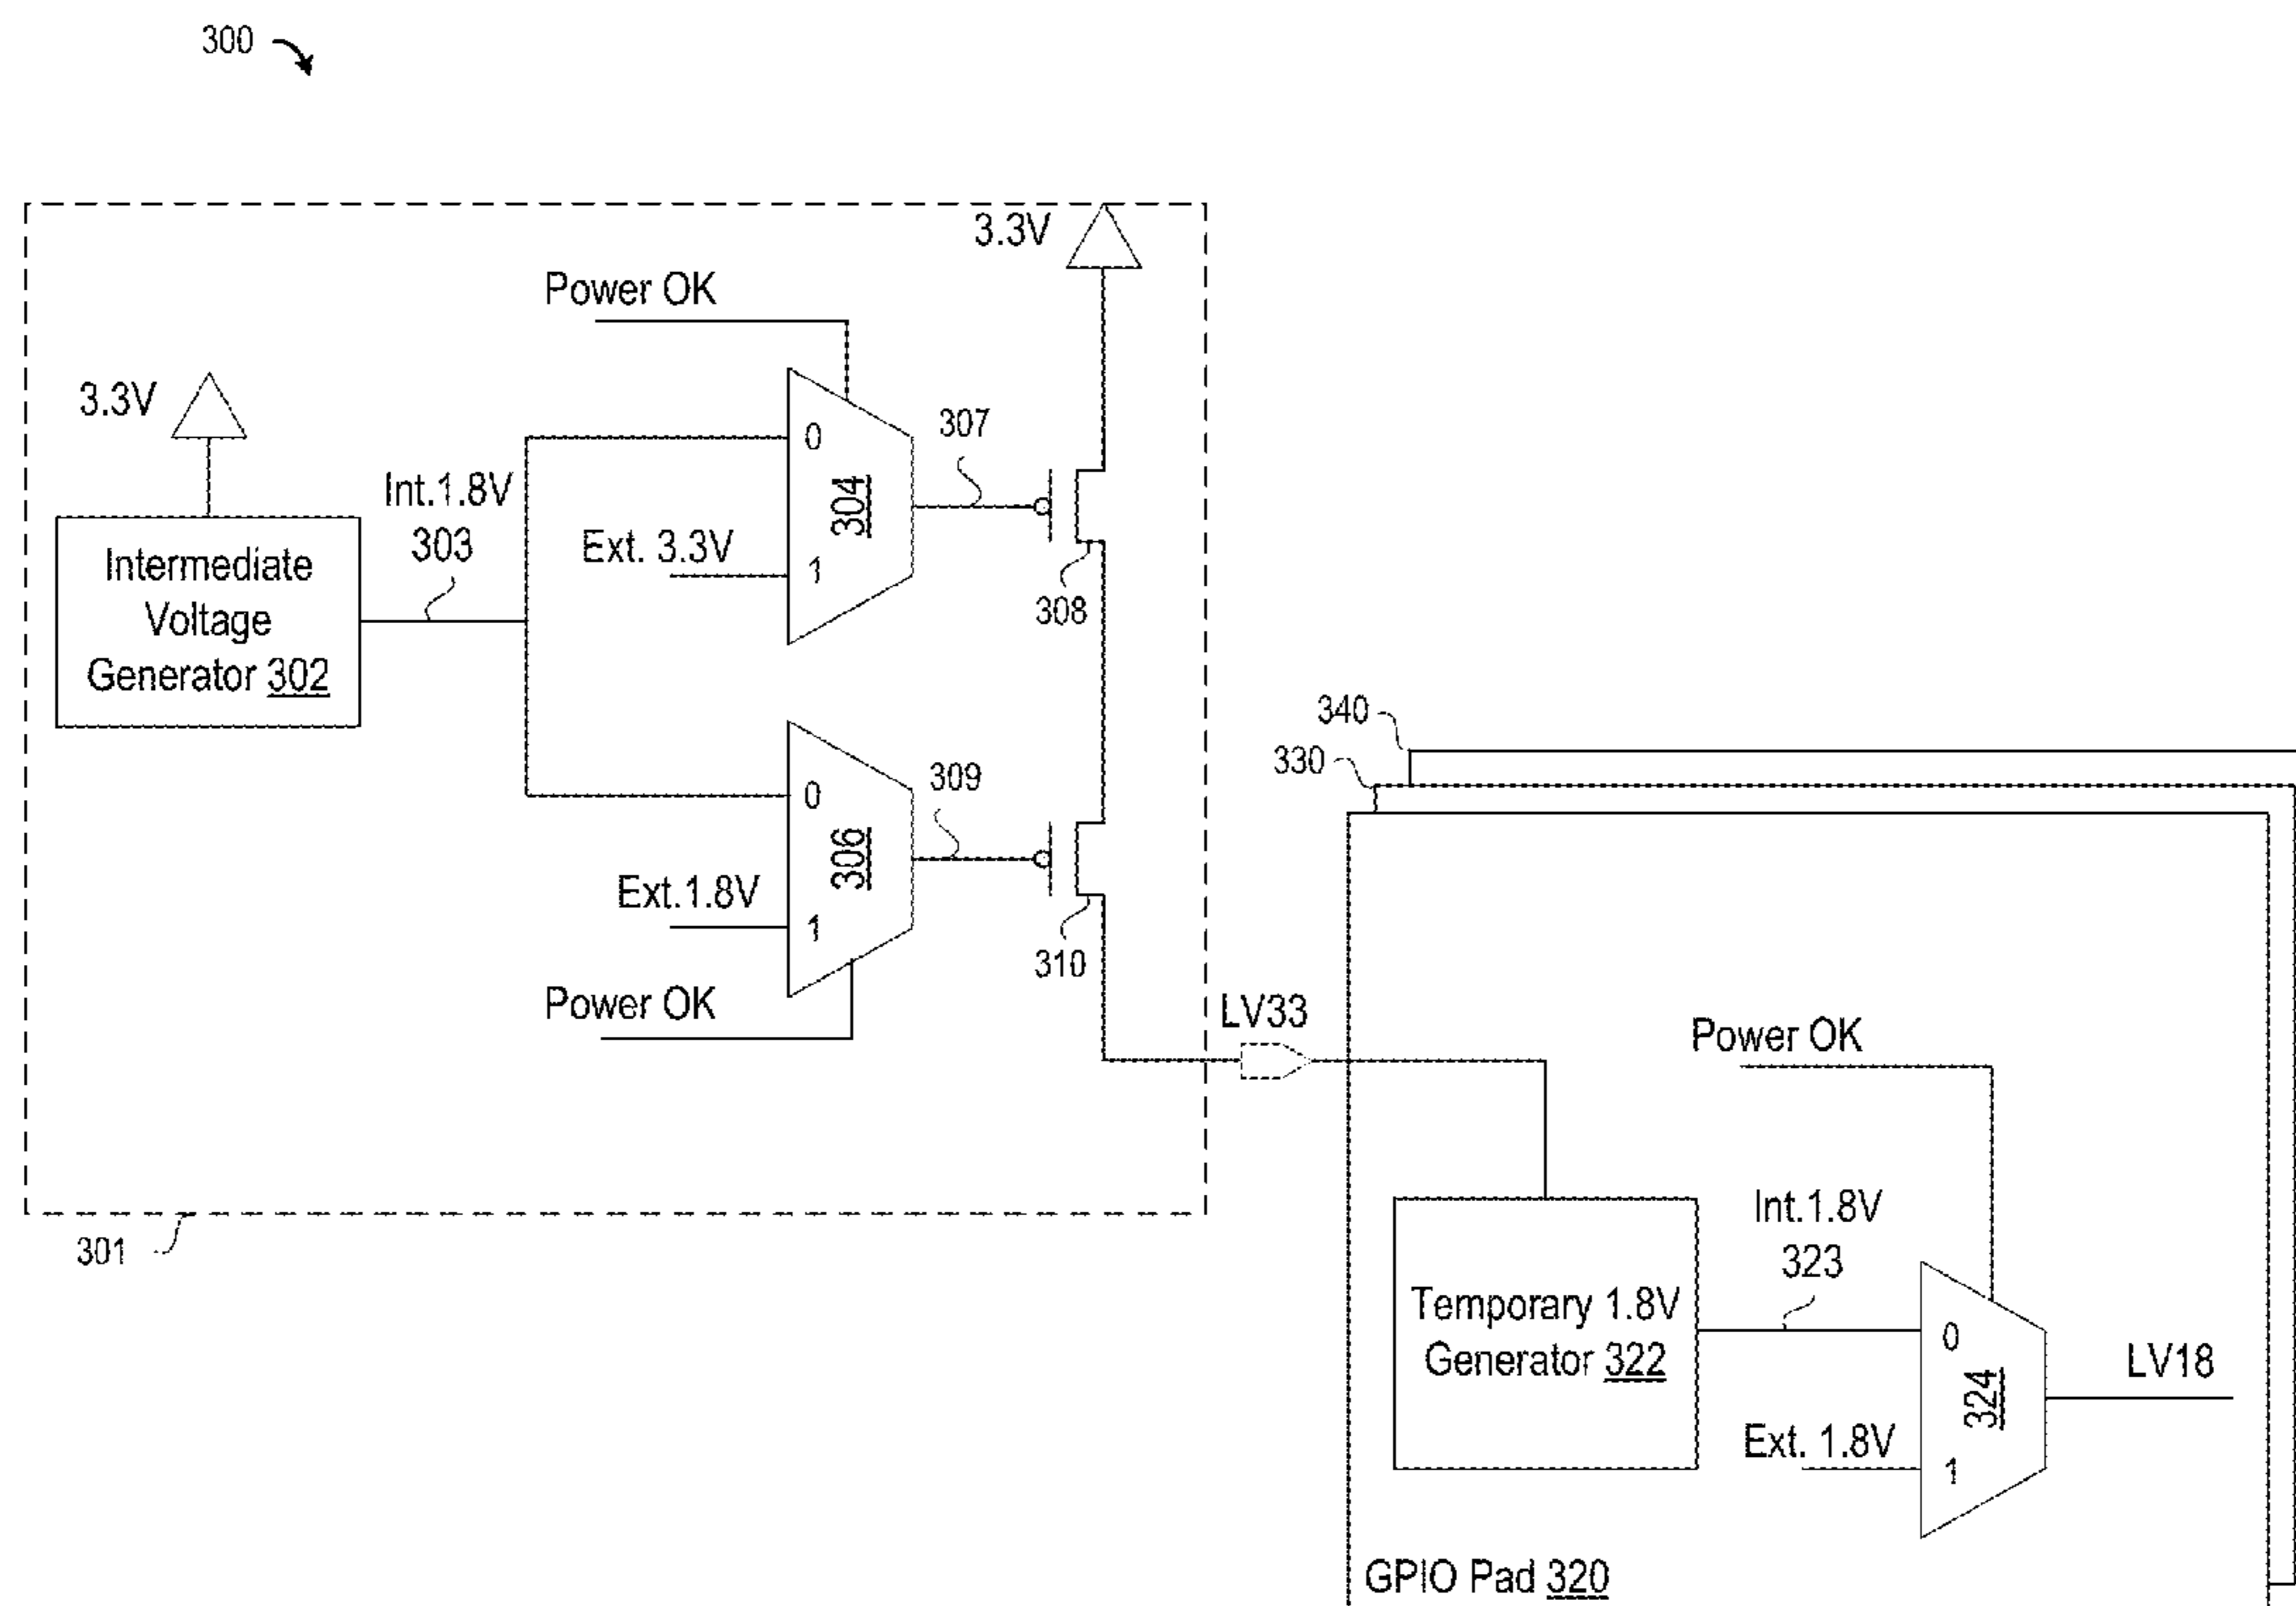 300
3.3V
Power OK
3.3V
0
307
Int.1.8V
303
304
Ext. 3.3V
1
308
Intermediate
Voltage
Generator 302
340
330
309
0
306
Ext.1.8V
1
310
Power OK
LV33
Power OK
301
Int.1.8V
323
Temporary 1.8V
Generator 322
0
324
LV18
Ext. 1.8V
1
GPIO Pad 320